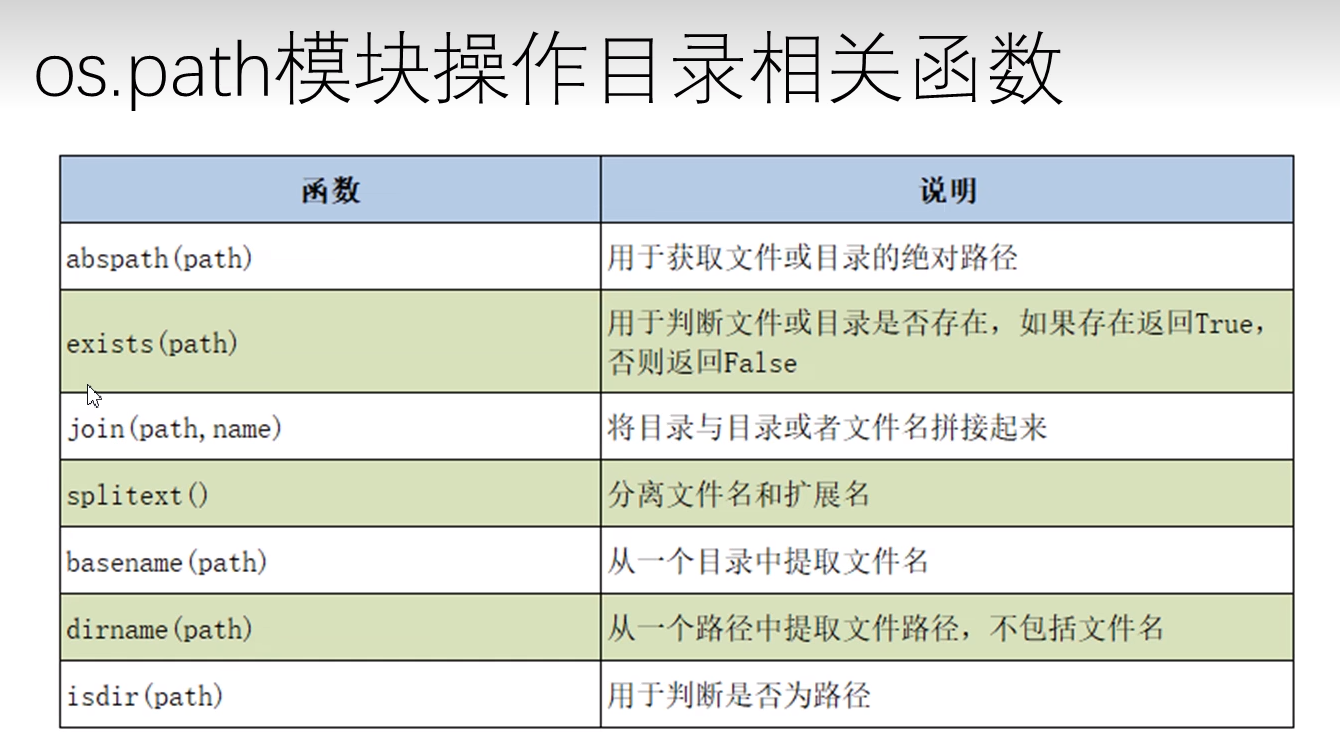 os.path模块操作目录相关函数
函数 说明
abspath(path) 用于获取文件或目录的绝对路径
exists(path) 用于判断文件或目录是否存在，如果存在返回True，
否则返回False
join(path,name) 将目录与目录或者文件名拼接起来
splitext() 分离文件名和扩展名
basename(path) 从一个目录中提取文件名
dirname(path) 从一个路径中提取文件路径，不包括文件名
isdir(path) 用于判断是否为路径